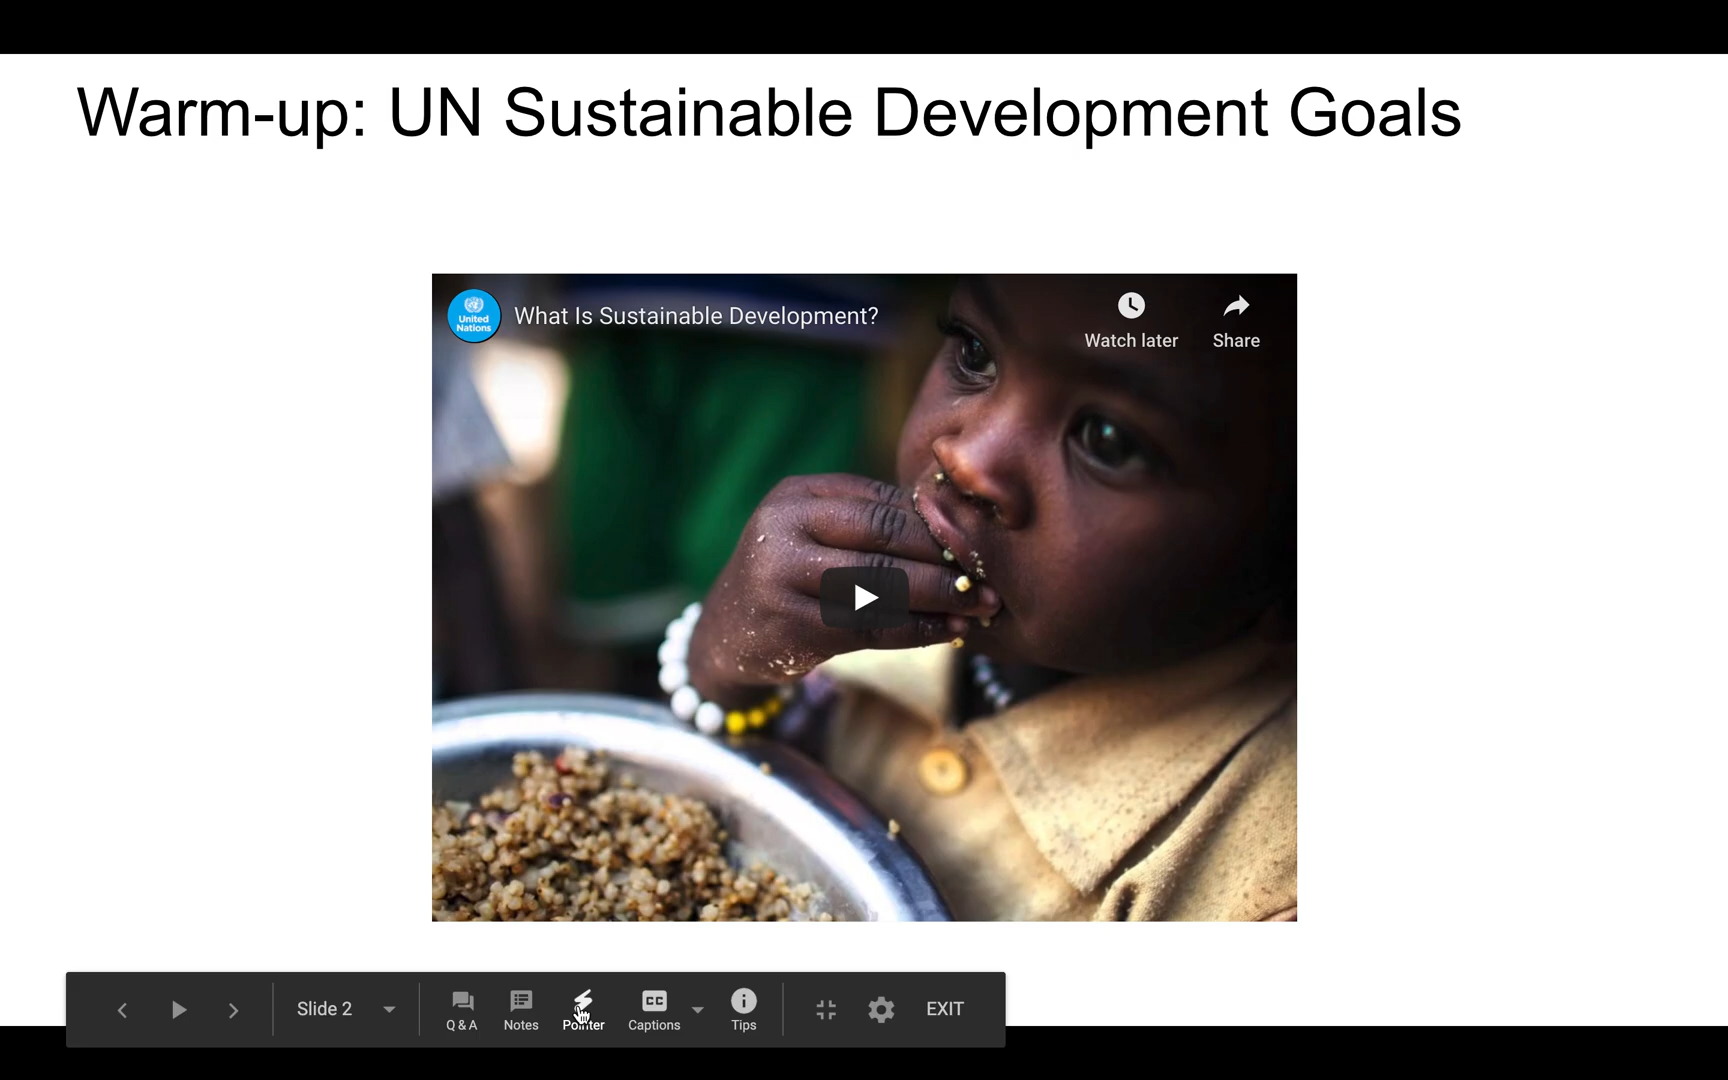 Warm-up: UN Sustainable Development Goals
United
Nations
What Is Sustainable Development?
Watch later
Share
Slide 2
Q & A
Notes
Pointer
CC
Captions
Tips
EXIT